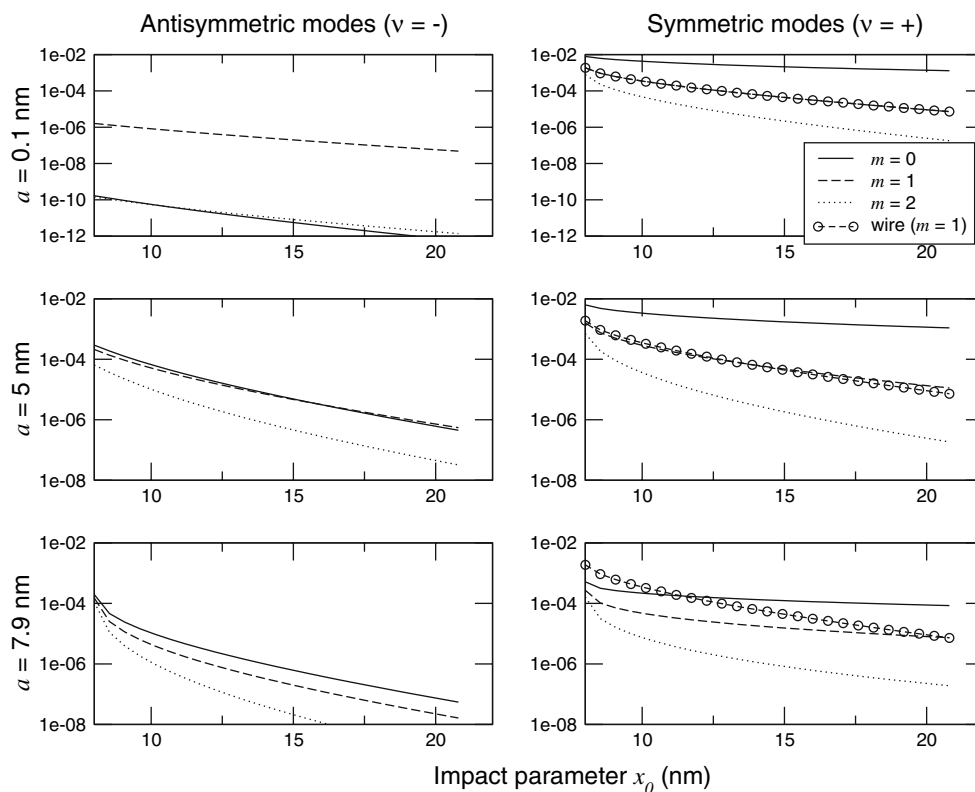 Antisymmetric modes (ν = -)
Symmetric modes (ν = +)
a = 0.1 nm
1e-02
1e-04
1e-06
1e-08
1e-10
1e-12
10
15
20
1e-02
1e-04
1e-06
1e-08
1e-10
1e-12
10
15
20
m = 0
m = 1
m = 2
wire (m = 1)
a = 5 nm
1e-02
1e-04
1e-06
1e-08
10
15
20
1e-02
1e-04
1e-06
1e-08
10
15
20
a = 7.9 nm
1e-02
1e-04
1e-06
1e-08
10
15
20
1e-02
1e-04
1e-06
1e-08
10
15
20
Impact parameter x₀ (nm)